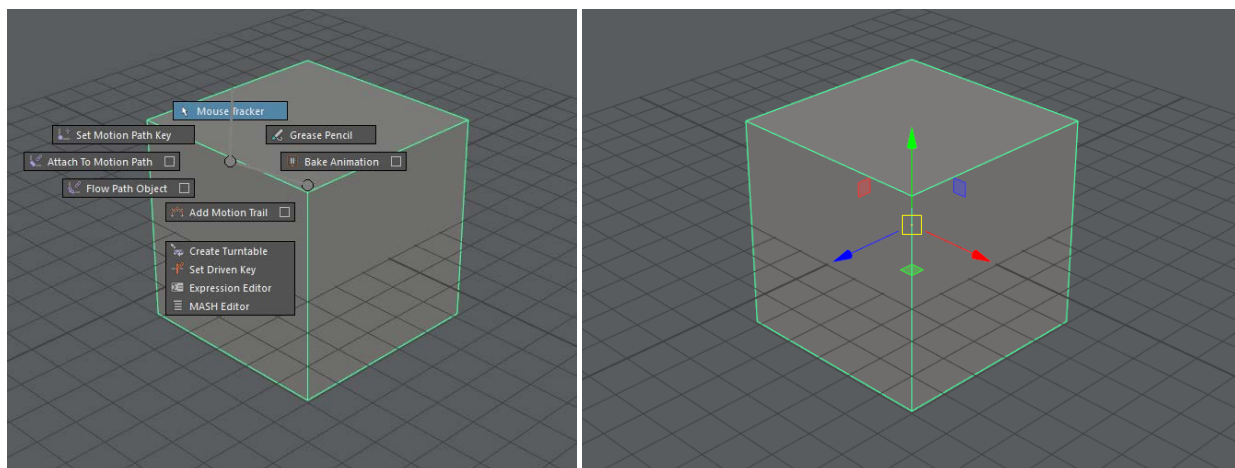 Mouse Tracker
Set Motion Path Key
Grease Pencil
Attach To Motion Path
Bake Animation
Flow Path Object
Add Motion Trail
Create Turntable
Set Driven Key
Expression Editor
MASH Editor